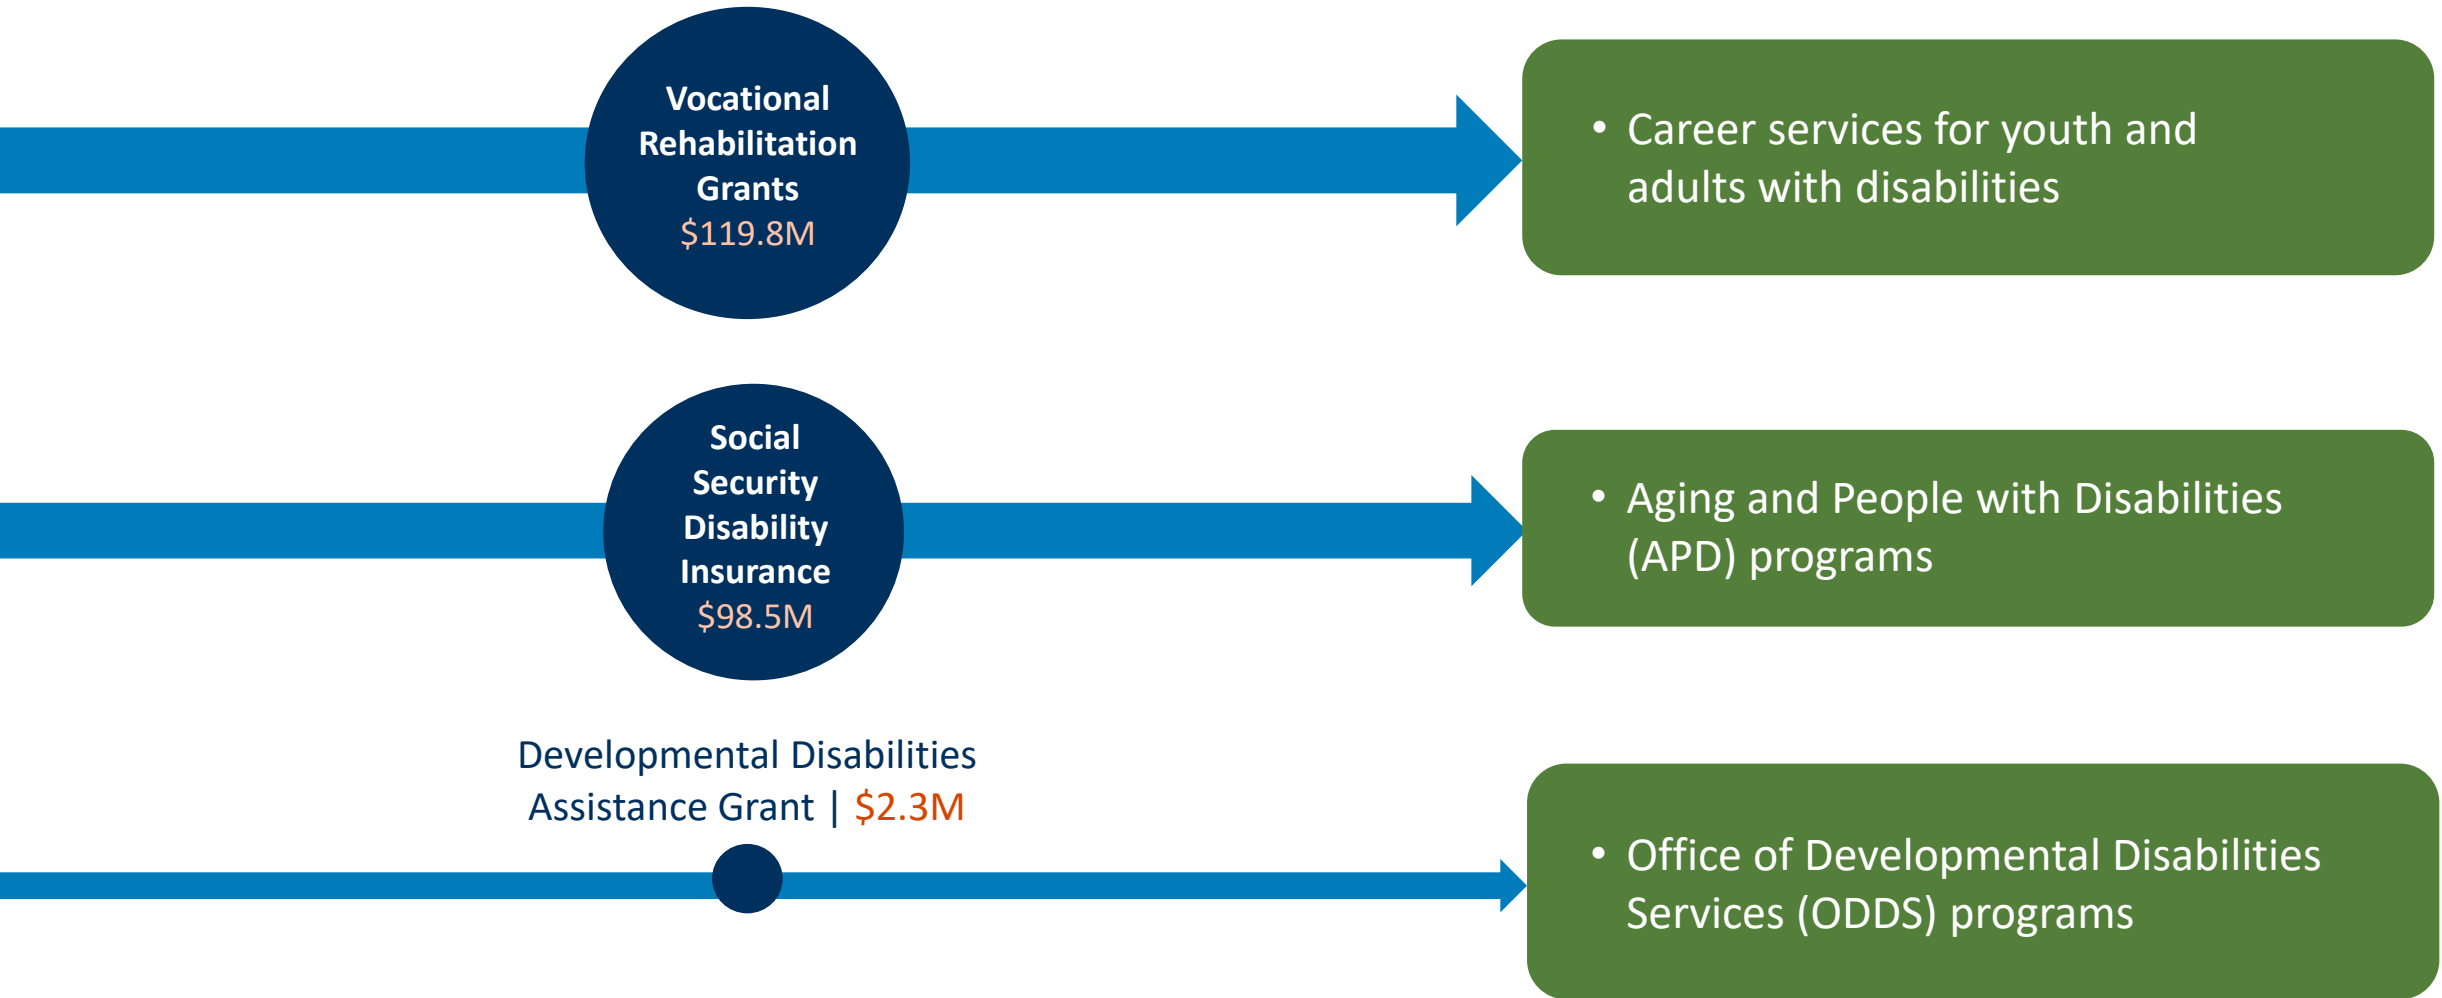 Vocational
Rehabilitation
Grants
$119.8M
• Career services for youth and
adults with disabilities
Social
Security
Disability
Insurance
$98.5M
• Aging and People with Disabilities
(APD) programs
Developmental Disabilities
Assistance Grant | $2.3M
• Office of Developmental Disabilities
Services (ODDS) programs